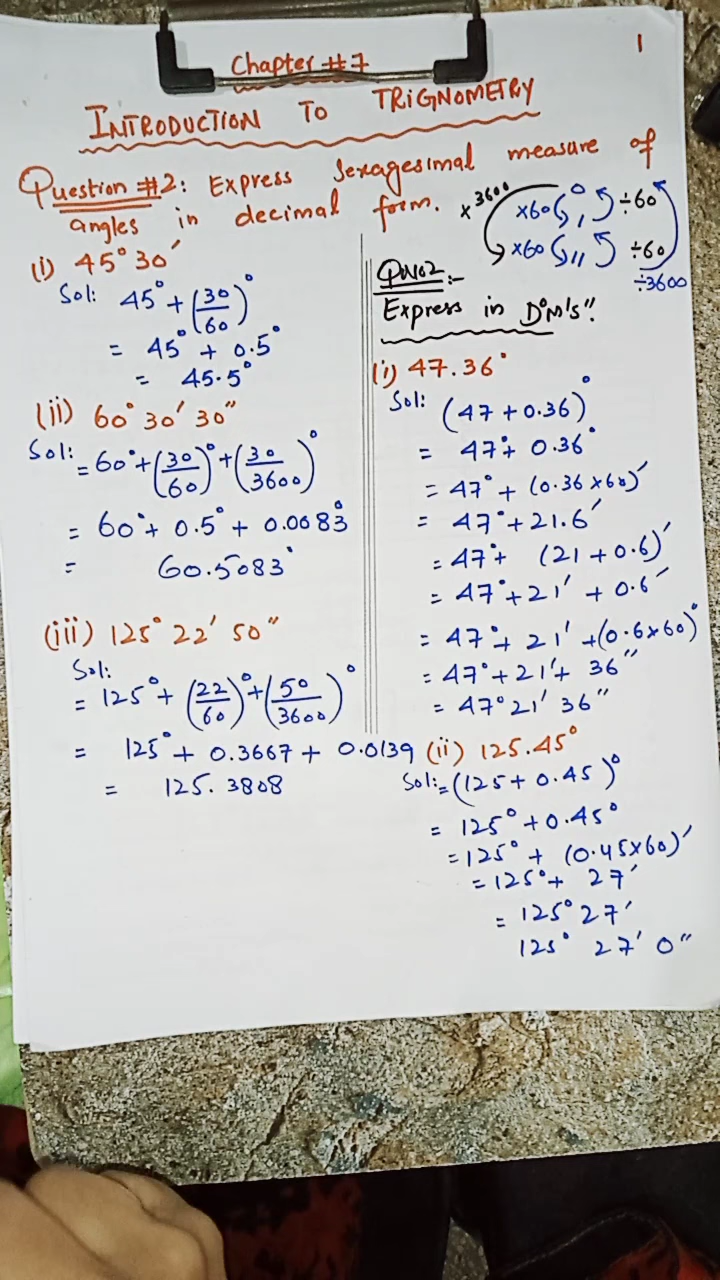 1
Chapter #7
INTRODUCTION TO TRIGNOMETRY
Question #2: Express Sexagesimal measure of
angles in decimal form.
×3600 ×60 ° ÷60
′
×60 ″ ÷60
÷3600
(i) 45° 30′
Sol: 45° + (30/60)°
= 45° + 0.5°
= 45.5°
(ii) 60° 30′ 30″
Sol: = 60° + (30/60)° + (30/3600)°
= 60° + 0.5° + 0.0083°
= 60.5083°
(iii) 125° 22′ 50″
Sol:
= 125° + (22/60)° + (50/3600)°
= 125° + 0.3667 + 0.0139
= 125.3808
Q.No2:-
Express in D°M′S″.
(i) 47.36°
Sol: (47 + 0.36)°
= 47° + 0.36°
= 47° + (0.36×60)′
= 47° + 21.6′
= 47° + (21 + 0.6)′
= 47° + 21′ + 0.6′
= 47° + 21′ + (0.6×60)°
= 47° + 21′ + 36″
= 47° 21′ 36″
(ii) 125.45°
Sol: = (125 + 0.45)°
= 125° + 0.45°
= 125° + (0.45×60)′
= 125° + 27′
= 125° 27′
125° 27′ 0″